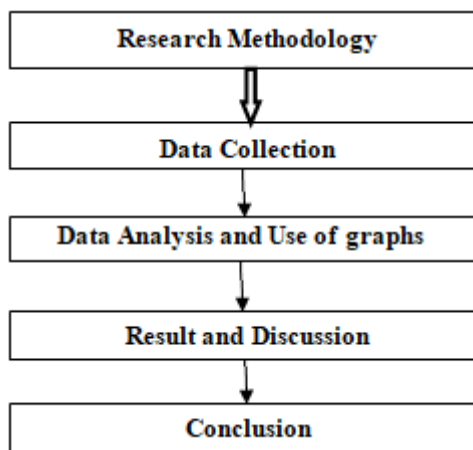 Research Methodology
Data Collection
Data Analysis and Use of graphs
Result and Discussion
Conclusion